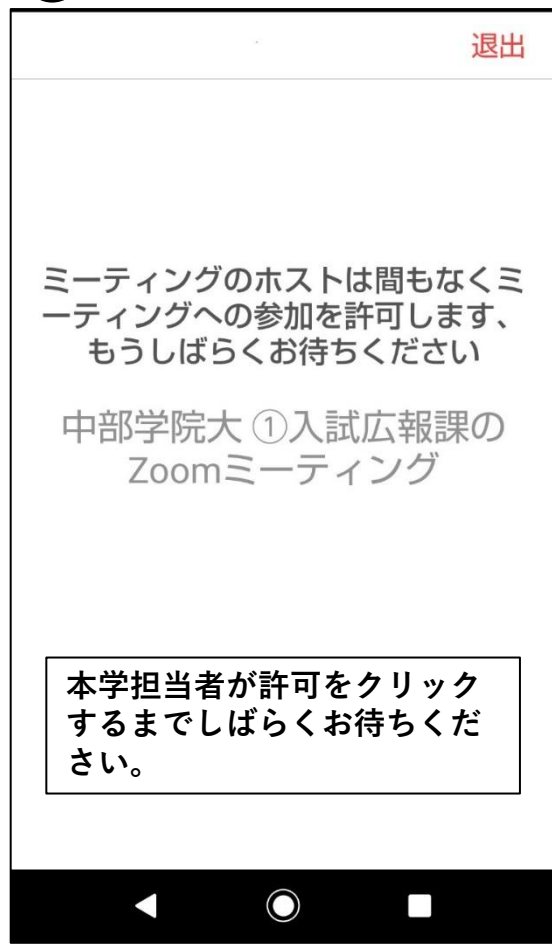 退出
ミーティングのホストは間もなくミ
ーティングへの参加を許可します、
もうしばらくお待ちください
中部学院大 ①入試広報課の
Zoomミーティング
本学担当者が許可をクリック
するまでしばらくお待ちくだ
さい。